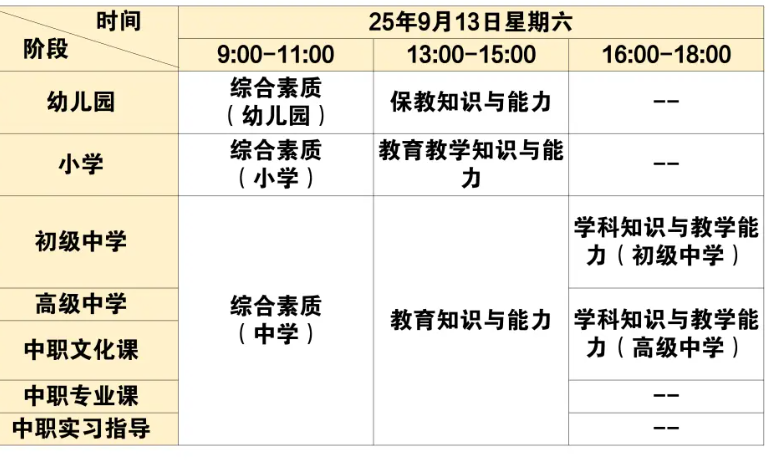 时间
阶段
25年9月13日星期六
9:00-11:00
13:00-15:00
16:00-18:00
幼儿园
综合素质
（幼儿园）
保教知识与能力
--
小学
综合素质
（小学）
教育教学知识与能
力
--
初级中学
综合素质
（中学）
教育知识与能力
学科知识与教学能
力（初级中学）
高级中学
学科知识与教学能
力（高级中学）
中职文化课
中职专业课
--
中职实习指导
--